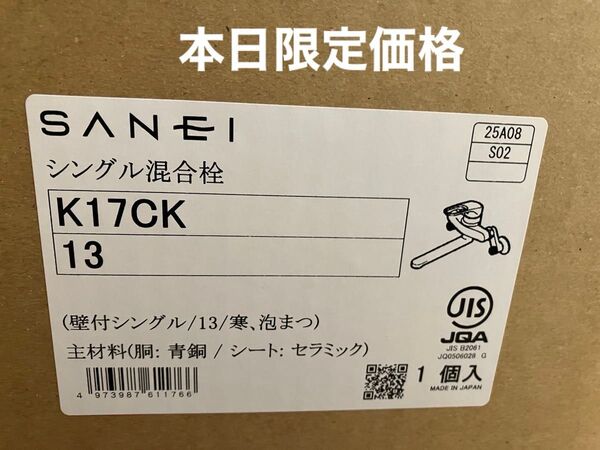 本日限定価格
SANEI
シングル混合栓
K17CK
13
25A08
S02
(壁付シングル/13/寒、泡まつ)
主材料(胴: 青銅 / シート: セラミック)
4 973987 611766
JIS
JQA
JIS B2061
JQ0506028 G
1 個入
MADE IN JAPAN